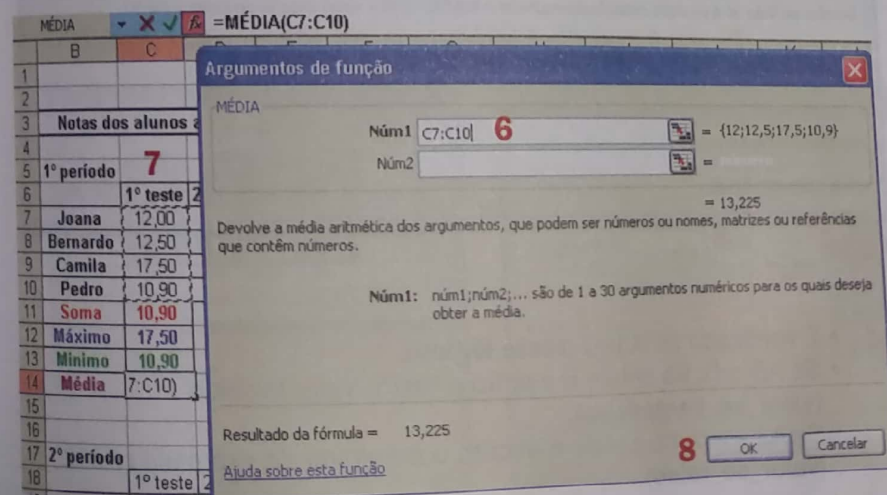 MÉDIA =MÉDIA(C7:C10)
B C
Argumentos de função
MÉDIA
Núm1 C7:C10 6 = {12;12,5;17,5;10,9}
Núm2 =
= 13,225
Devolve a média aritmética dos argumentos, que podem ser números ou nomes, matrizes ou referências
que contêm números.
Núm1: núm1;núm2;... são de 1 a 30 argumentos numéricos para os quais deseja
obter a média.
Resultado da fórmula = 13,225
Ajuda sobre esta função
8 OK Cancelar
1
2
3 Notas dos alunos
4
5 1º período 7
6 1º teste 2
7 Joana 12,00
8 Bernardo 12,50
9 Camila 17,50
10 Pedro 10,90
11 Soma 10,90
12 Máximo 17,50
13 Minimo 10,90
14 Média 7:C10)
15
16
17 2º período
18 1º teste 2